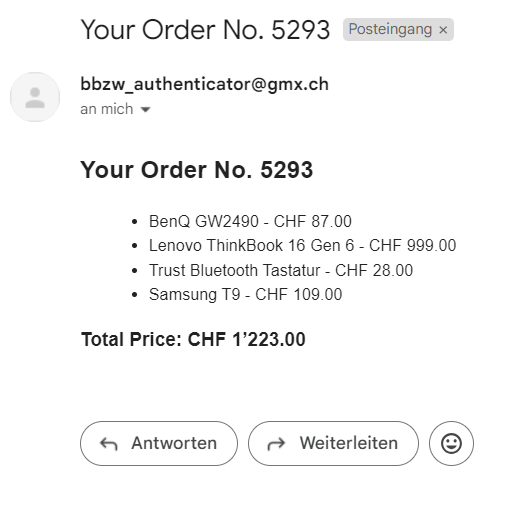 Your Order No. 5293 Posteingang ×
bbzw_authenticator@gmx.ch
an mich
Your Order No. 5293
• BenQ GW2490 - CHF 87.00
• Lenovo ThinkBook 16 Gen 6 - CHF 999.00
• Trust Bluetooth Tastatur - CHF 28.00
• Samsung T9 - CHF 109.00
Total Price: CHF 1’223.00
Antworten Weiterleiten